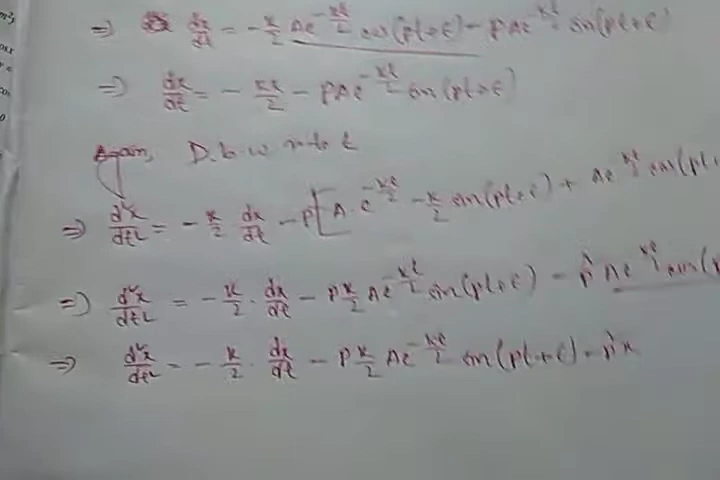 =) dx/dt = -k/2 Ae^{-kt/2} cos(pt+ε) - pAe^{-kt/2} sin(pt+ε)
=) dx/dt = - kx/2 - pAe^{-kt/2} sin(pt+ε)
Again, D.b.w r. to t
=) d²x/dt² = - k/2 dx/dt - p[A.e^{-kt/2} -k/2 sin(pt+ε) + Ae^{-kt/2} cos(pt+
=) d²x/dt² = - k/2 . dx/dt - p k/2 Ae^{-kt/2} sin(pt+ε) - p² Ae^{-kt/2} cos(p
=) d²x/dt² = - k/2 . dx/dt - p k/2 Ae^{-kt/2} sin(pt+ε) - p²x